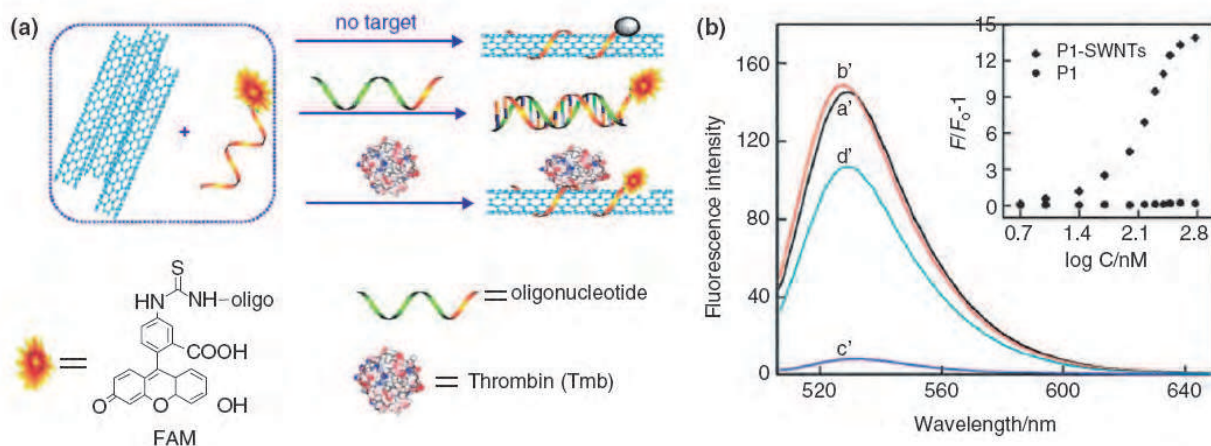 (a)
no target
+
S
HN
NH–oligo
COOH
O
O
OH
FAM
= oligonucleotide
= Thrombin (Tmb)
(b)
160
120
80
40
0
Fluorescence intensity
520
560
600
640
Wavelength/nm
b'
a'
d'
c'
15
12
9
6
3
0
F/Fo-1
P1-SWNTs
P1
0.7
1.4
2.1
2.8
log C/nM